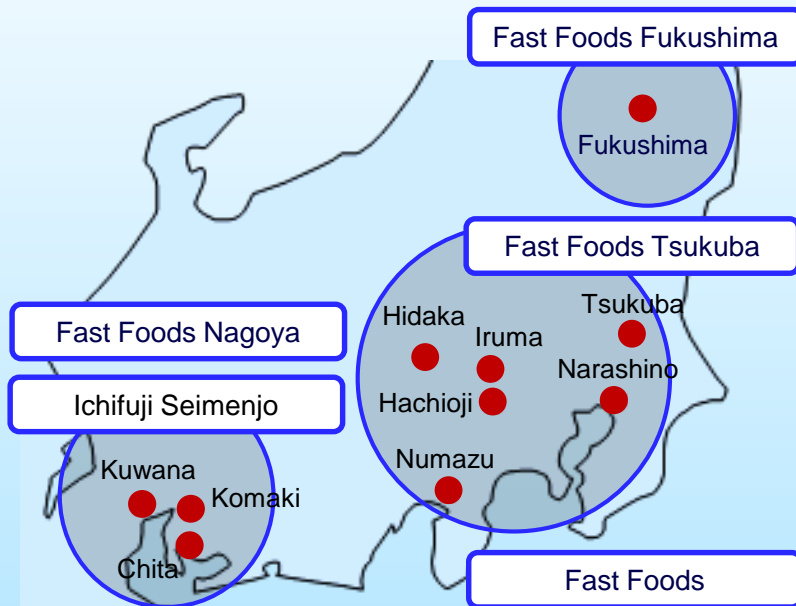 Fast Foods Fukushima
Fukushima
Fast Foods Tsukuba
Tsukuba
Hidaka
Iruma
Narashino
Hachioji
Numazu
Fast Foods Nagoya
Ichifuji Seimenjo
Kuwana
Komaki
Chita
Fast Foods